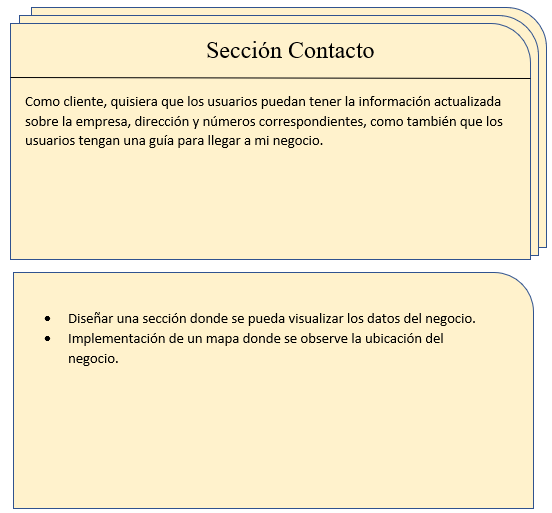 Sección Contacto
Como cliente, quisiera que los usuarios puedan tener la información actualizada
sobre la empresa, dirección y números correspondientes, como también que los
usuarios tengan una guía para llegar a mi negocio.
• Diseñar una sección donde se pueda visualizar los datos del negocio.
• Implementación de un mapa donde se observe la ubicación del
negocio.